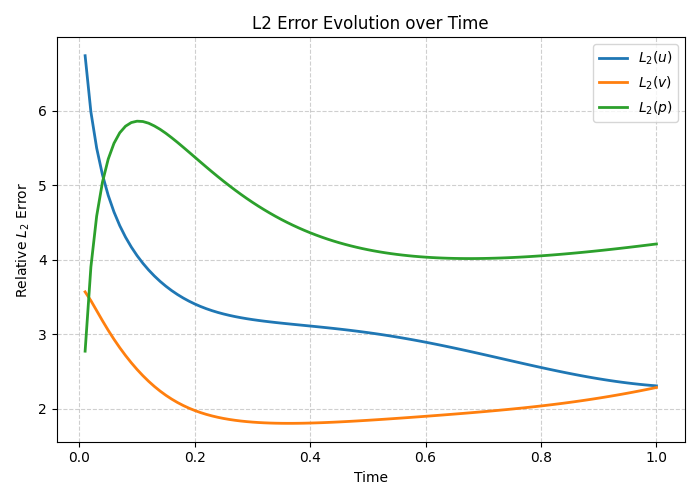 L2 Error Evolution over Time
L₂(u)
L₂(v)
L₂(p)
Relative L₂ Error
6
5
4
3
2
0.0 0.2 0.4 0.6 0.8 1.0
Time